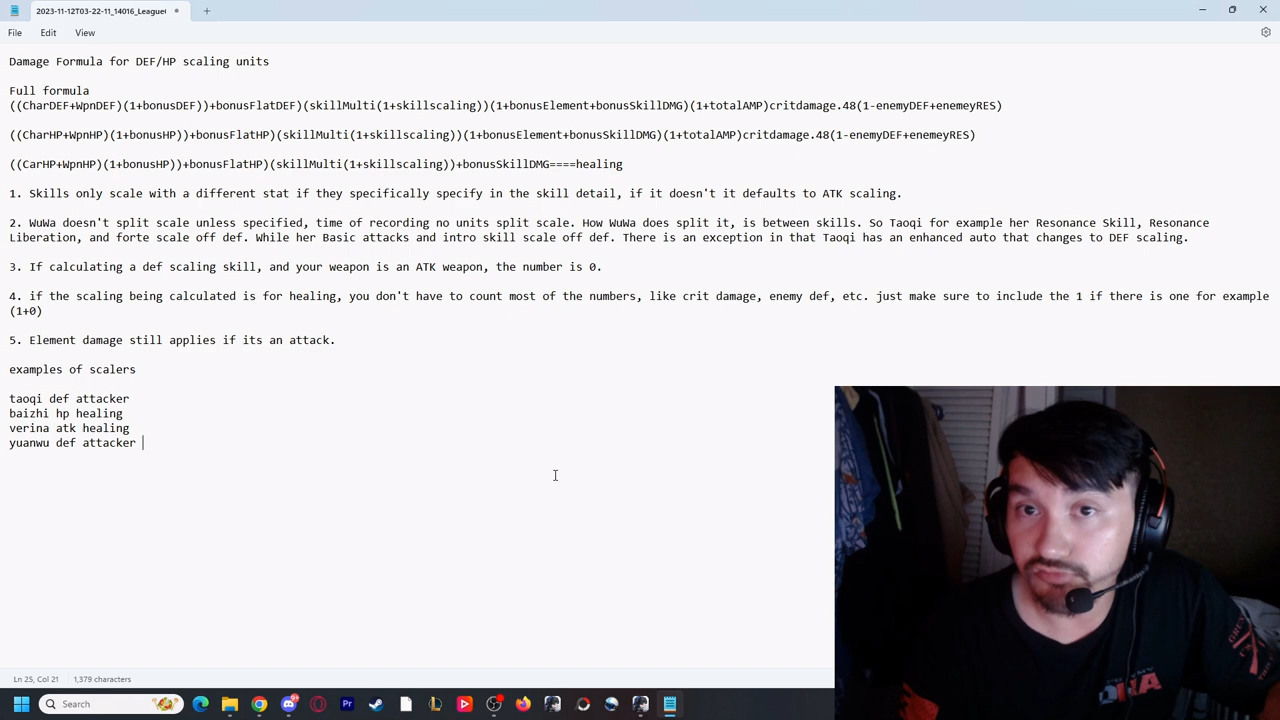 2023-11-12T03-22-11_14016_League
File
Edit
View
Damage Formula for DEF/HP scaling units
Full formula
((CharDEF+WpnDEF)(1+bonusDEF))+bonusFlatDEF)(skillMulti(1+skillscaling))(1+bonusElement+bonusSkillDMG)(1+totalAMP)critdamage.48(1-enemyDEF+enemeyRES)
((CharHP+WpnHP)(1+bonusHP))+bonusFlatHP)(skillMulti(1+skillscaling))(1+bonusElement+bonusSkillDMG)(1+totalAMP)critdamage.48(1-enemyDEF+enemeyRES)
((CarHP+WpnHP)(1+bonusHP))+bonusFlatHP)(skillMulti(1+skillscaling))+bonusSkillDMG====healing
1. Skills only scale with a different stat if they specifically specify in the skill detail, if it doesn't it defaults to ATK scaling.
2. WuWa doesn't split scale unless specified, time of recording no units split scale. How WuWa does split it, is between skills. So Taoqi for example her Resonance Skill, Resonance
Liberation, and forte scale off def. While her Basic attacks and intro skill scale off def. There is an exception in that Taoqi has an enhanced auto that changes to DEF scaling.
3. If calculating a def scaling skill, and your weapon is an ATK weapon, the number is 0.
4. if the scaling being calculated is for healing, you don't have to count most of the numbers, like crit damage, enemy def, etc. just make sure to include the 1 if there is one for example
(1+0)
5. Element damage still applies if its an attack.
examples of scalers
taoqi def attacker
baizhi hp healing
verina atk healing
yuanwu def attacker
Ln 25, Col 21
1,379 characters
Search